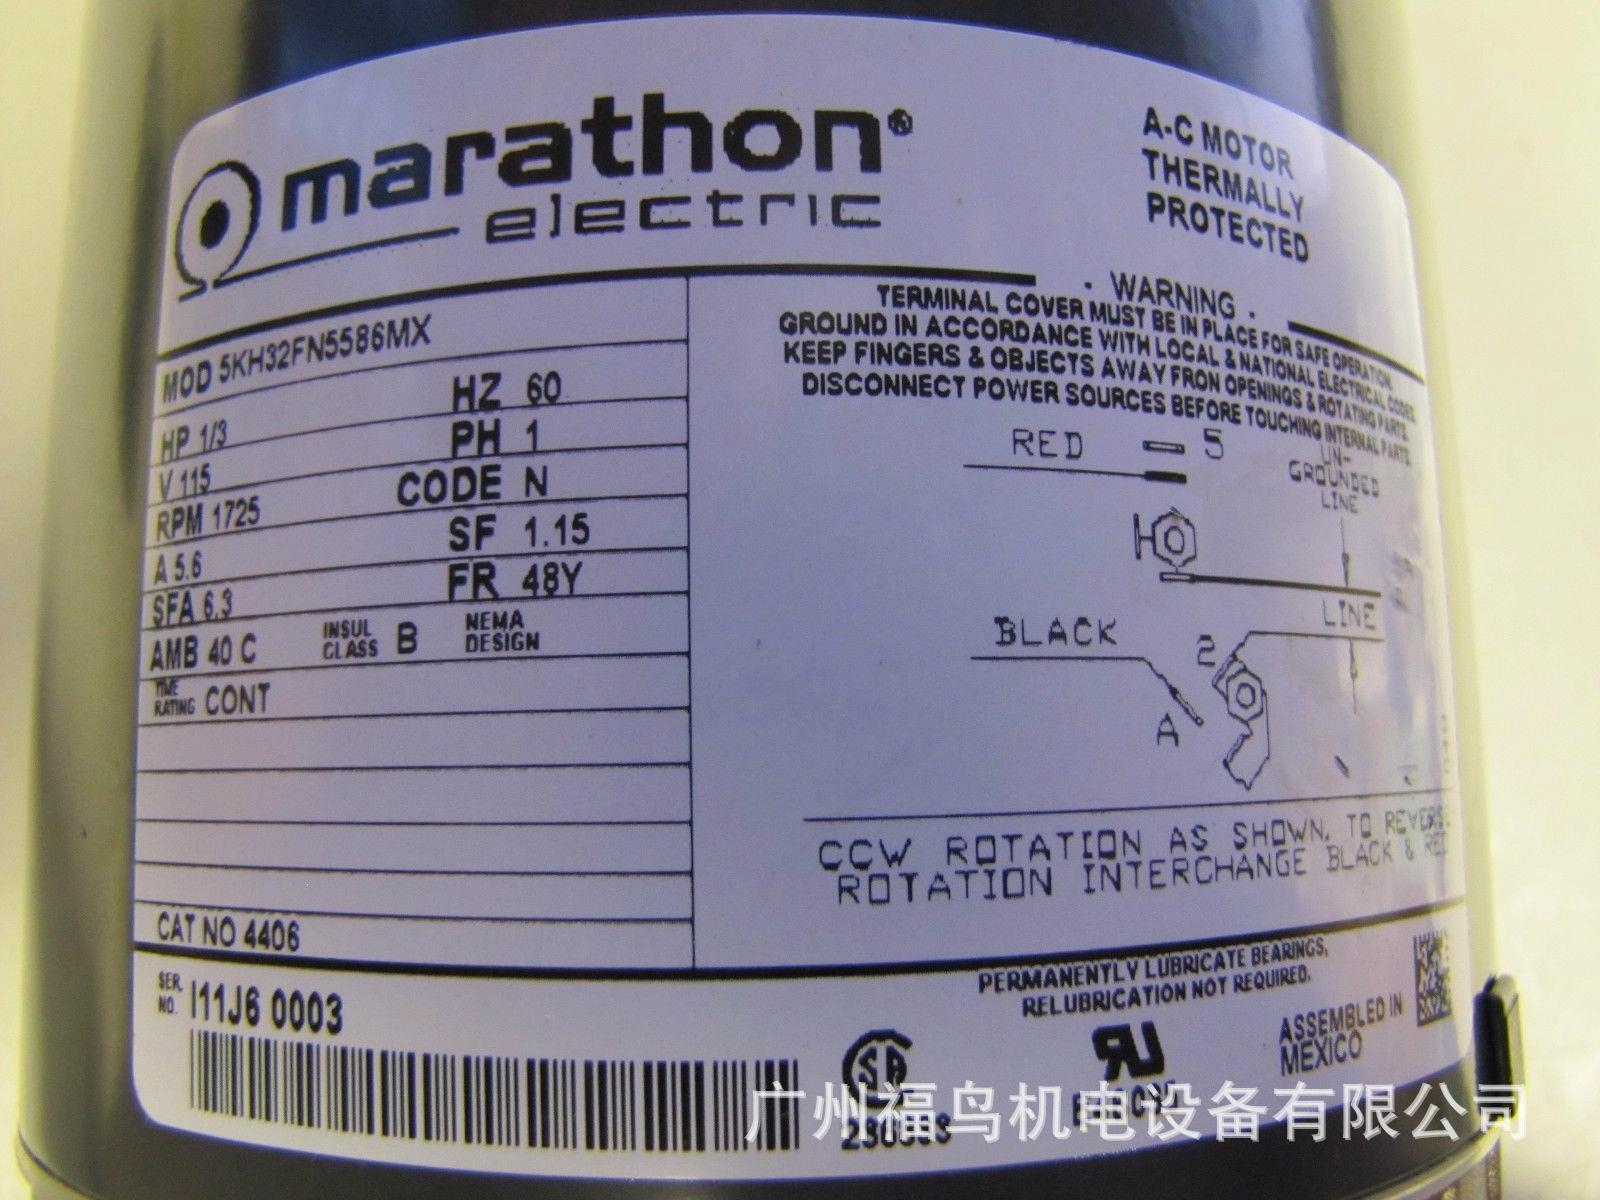 marathon®
electric
A-C MOTOR
THERMALLY
PROTECTED
· WARNING ·
TERMINAL COVER MUST BE IN PLACE FOR SAFE OPERATION.
GROUND IN ACCORDANCE WITH LOCAL & NATIONAL ELECTRICAL CODES
KEEP FINGERS & OBJECTS AWAY FRON OPENINGS & ROTATING PARTS.
DISCONNECT POWER SOURCES BEFORE TOUCHING INTERNAL PARTS.
MOD 5KH32FN5586MX
HP 1/3 HZ 60
V 115 PH 1
RPM 1725 CODE N
A 5.6 SF 1.15
SFA 6.3 FR 48Y
AMB 40 C INSUL CLASS B NEMA DESIGN
TIME RATING CONT
CAT NO 4406
RED 5
UN-
GROUNDED
LINE
BLACK
2
LINE
A
CCW ROTATION AS SHOWN. TO REVERSE
ROTATION INTERCHANGE BLACK & RED
SER. NO. I11J6 0003
PERMANENTLY LUBRICATE BEARINGS,
RELUBRICATION NOT REQUIRED.
ASSEMBLED IN
MEXICO
广州福鸟机电设备有限公司